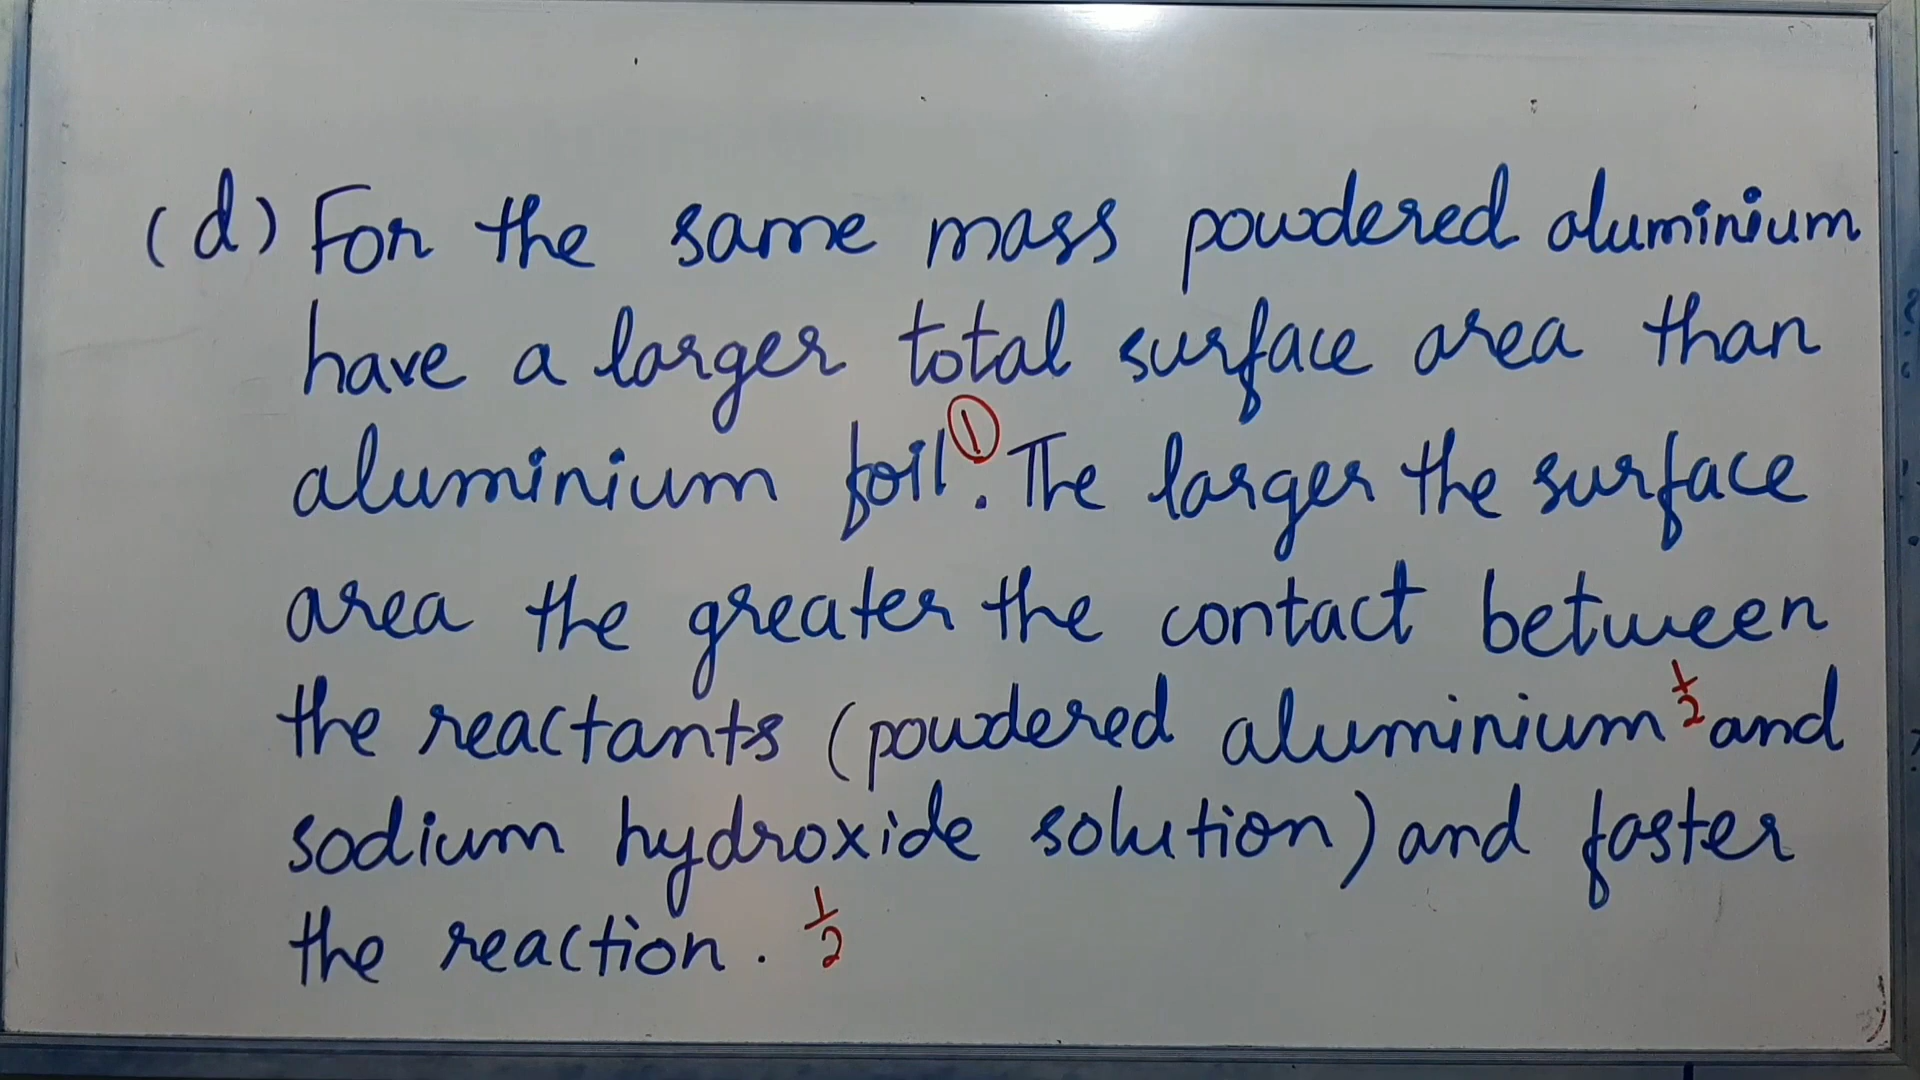 (d) For the same mass powdered aluminium
have a larger total surface area than
aluminium foil①. The larger the surface
area the greater the contact between
the reactants (powdered aluminium ½ and
sodium hydroxide solution) and faster
the reaction. ½